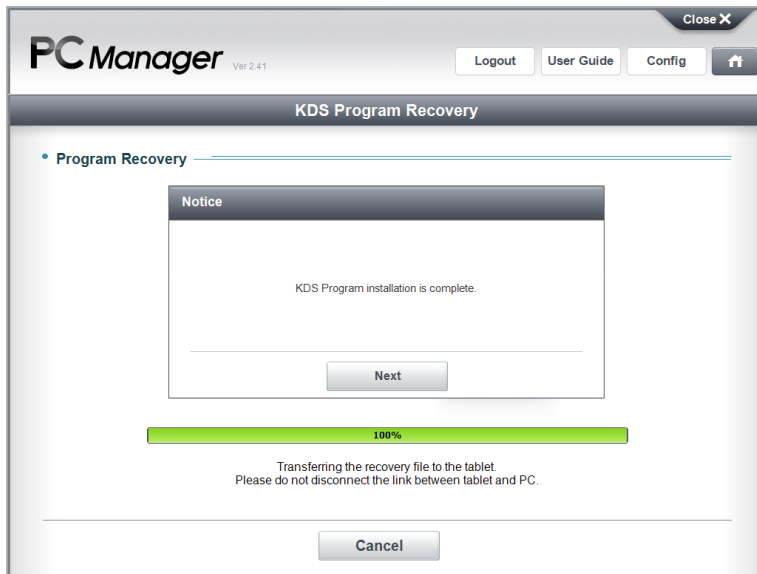 Close X
PC Manager Ver 2.41
Logout User Guide Config
KDS Program Recovery
Program Recovery
Notice
KDS Program installation is complete.
Next
100%
Transferring the recovery file to the tablet.
Please do not disconnect the link between tablet and PC.
Cancel